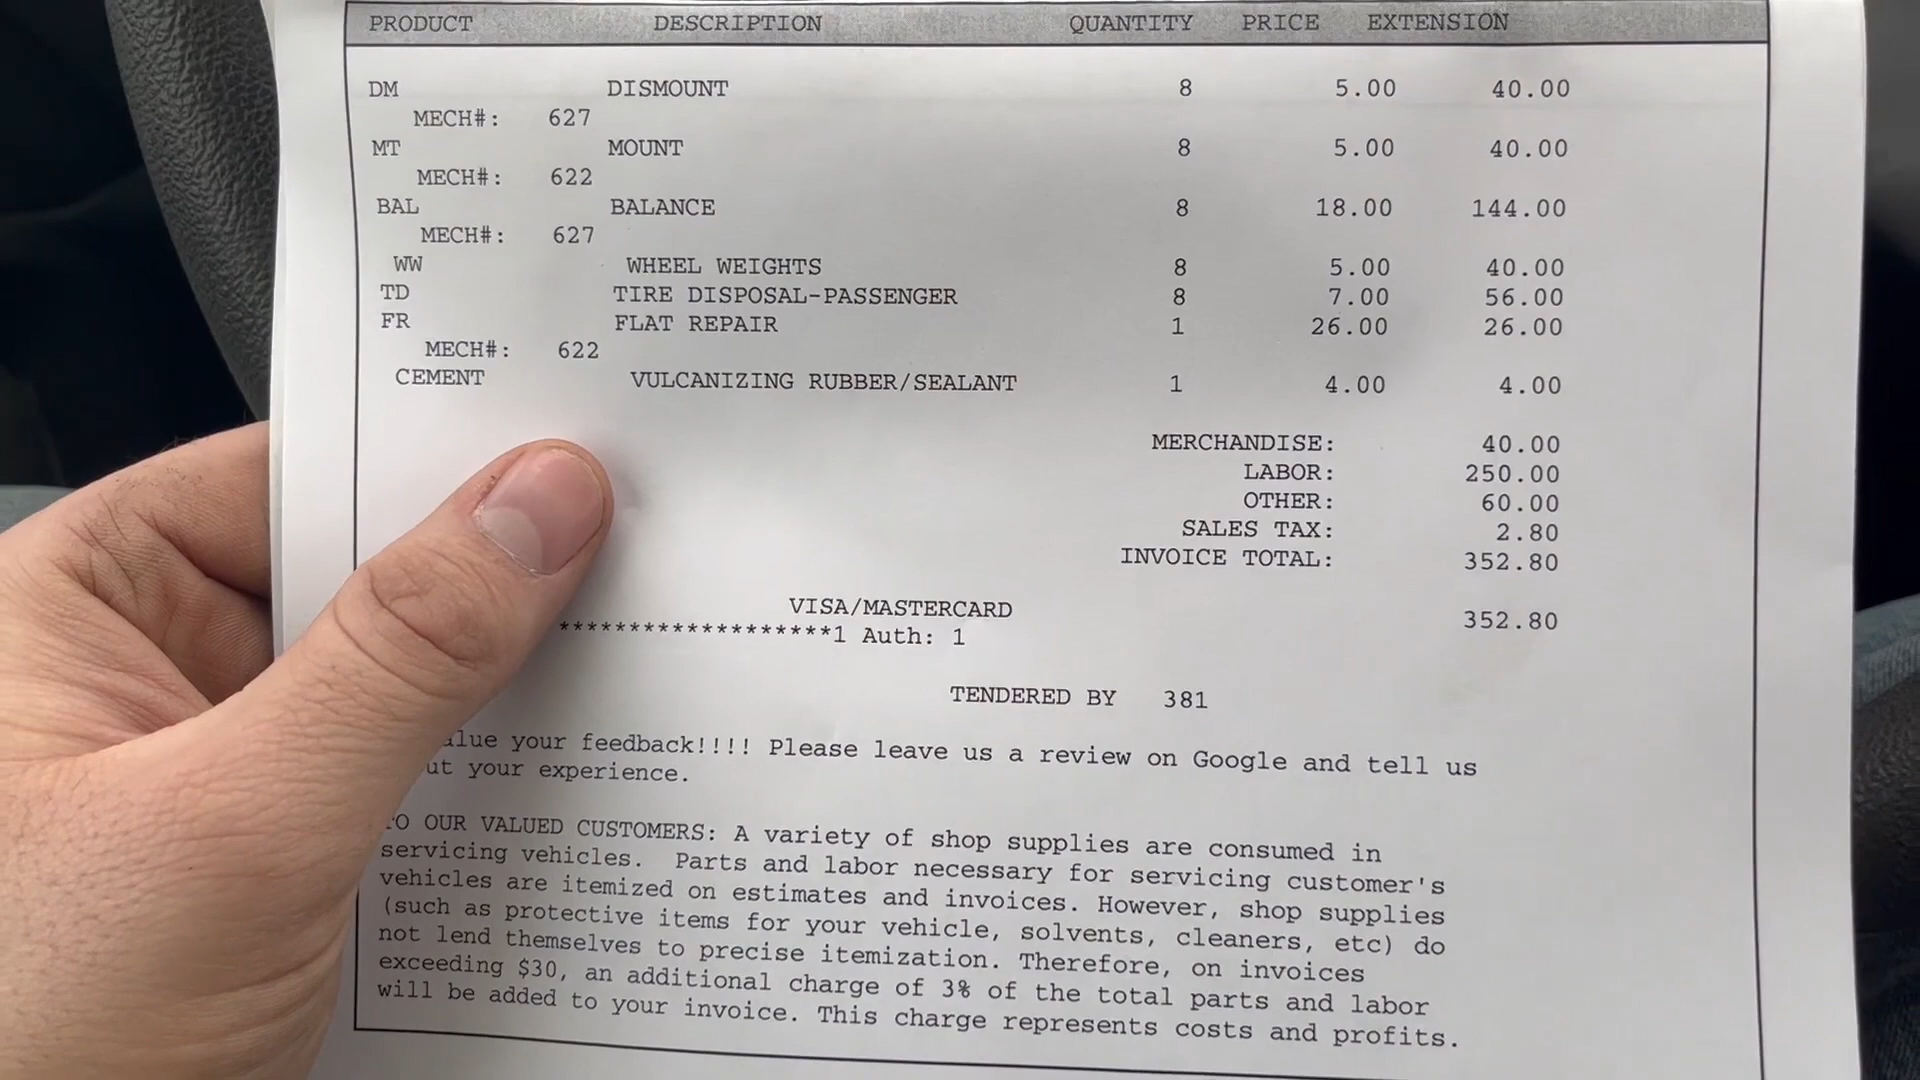 PRODUCT DESCRIPTION QUANTITY PRICE EXTENSION
DM DISMOUNT 8 5.00 40.00
MECH#: 627
MT MOUNT 8 5.00 40.00
MECH#: 622
BAL BALANCE 8 18.00 144.00
MECH#: 627
WW WHEEL WEIGHTS 8 5.00 40.00
TD TIRE DISPOSAL-PASSENGER 8 7.00 56.00
FR FLAT REPAIR 1 26.00 26.00
MECH#: 622
CEMENT VULCANIZING RUBBER/SEALANT 1 4.00 4.00
MERCHANDISE: 40.00
LABOR: 250.00
OTHER: 60.00
SALES TAX: 2.80
INVOICE TOTAL: 352.80
VISA/MASTERCARD 352.80
*******************1 Auth: 1
TENDERED BY 381
your feedback!!!! Please leave us a review on Google and tell us
your experience.
OUR VALUED CUSTOMERS: A variety of shop supplies are consumed in
servicing vehicles. Parts and labor necessary for servicing customer's
vehicles are itemized on estimates and invoices. However, shop supplies
(such as protective items for your vehicle, solvents, cleaners, etc) do
not lend themselves to precise itemization. Therefore, on invoices
exceeding $30, an additional charge of 3% of the total parts and labor
will be added to your invoice. This charge represents costs and profits.